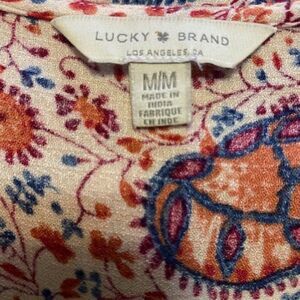 LUCKY BRAND
LOS ANGELES, CA
M/M
MADE IN
INDIA
FABRIQUE
EN INDE